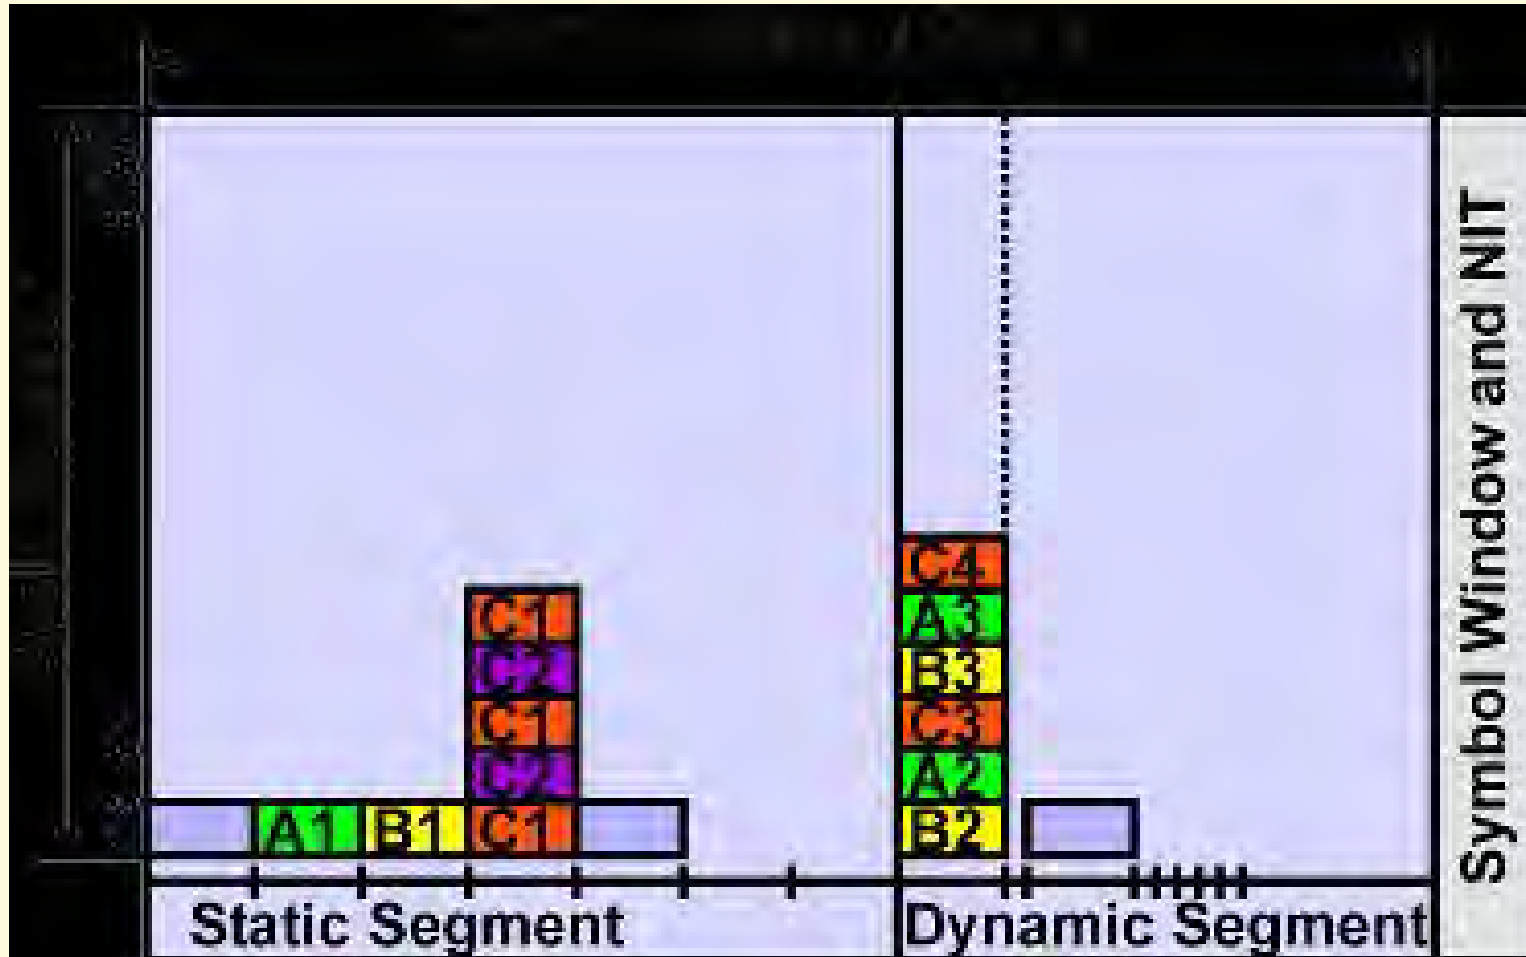 C4
C1 A3
C2 B3
C1 C3
C2 A2
A1 B1 C1 B2
Static Segment Dynamic Segment
Symbol Window and NIT